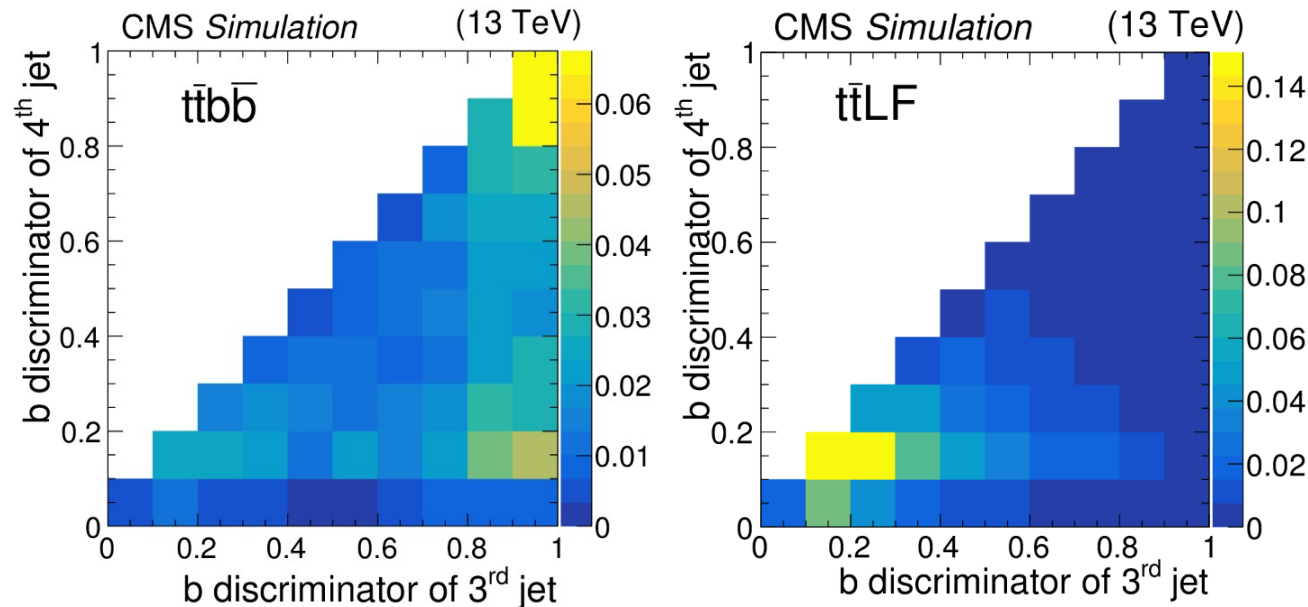 CMS Simulation (13 TeV)
tt̄bb̄
b discriminator of 4th jet
1
0.8
0.6
0.4
0.2
0
0 0.2 0.4 0.6 0.8 1
b discriminator of 3rd jet
0.06
0.05
0.04
0.03
0.02
0.01
0
CMS Simulation (13 TeV)
tt̄LF
b discriminator of 4th jet
1
0.8
0.6
0.4
0.2
0
0 0.2 0.4 0.6 0.8 1
b discriminator of 3rd jet
0.14
0.12
0.1
0.08
0.06
0.04
0.02
0